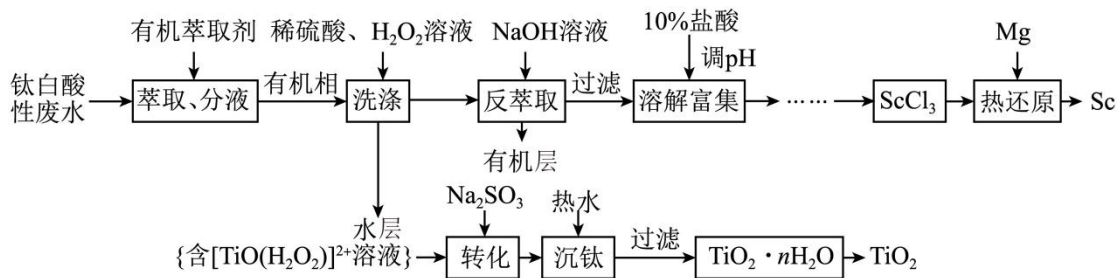 有机萃取剂 稀硫酸、H₂O₂溶液 NaOH溶液 10%盐酸 Mg
调pH
钛白酸性废水 萃取、分液 有机相 洗涤 反萃取 过滤 溶解富集 …… ScCl₃ 热还原 Sc
有机层
Na₂SO₃ 热水
水层
{含[TiO(H₂O₂)]²⁺溶液} 转化 沉钛 过滤 TiO₂·nH₂O TiO₂